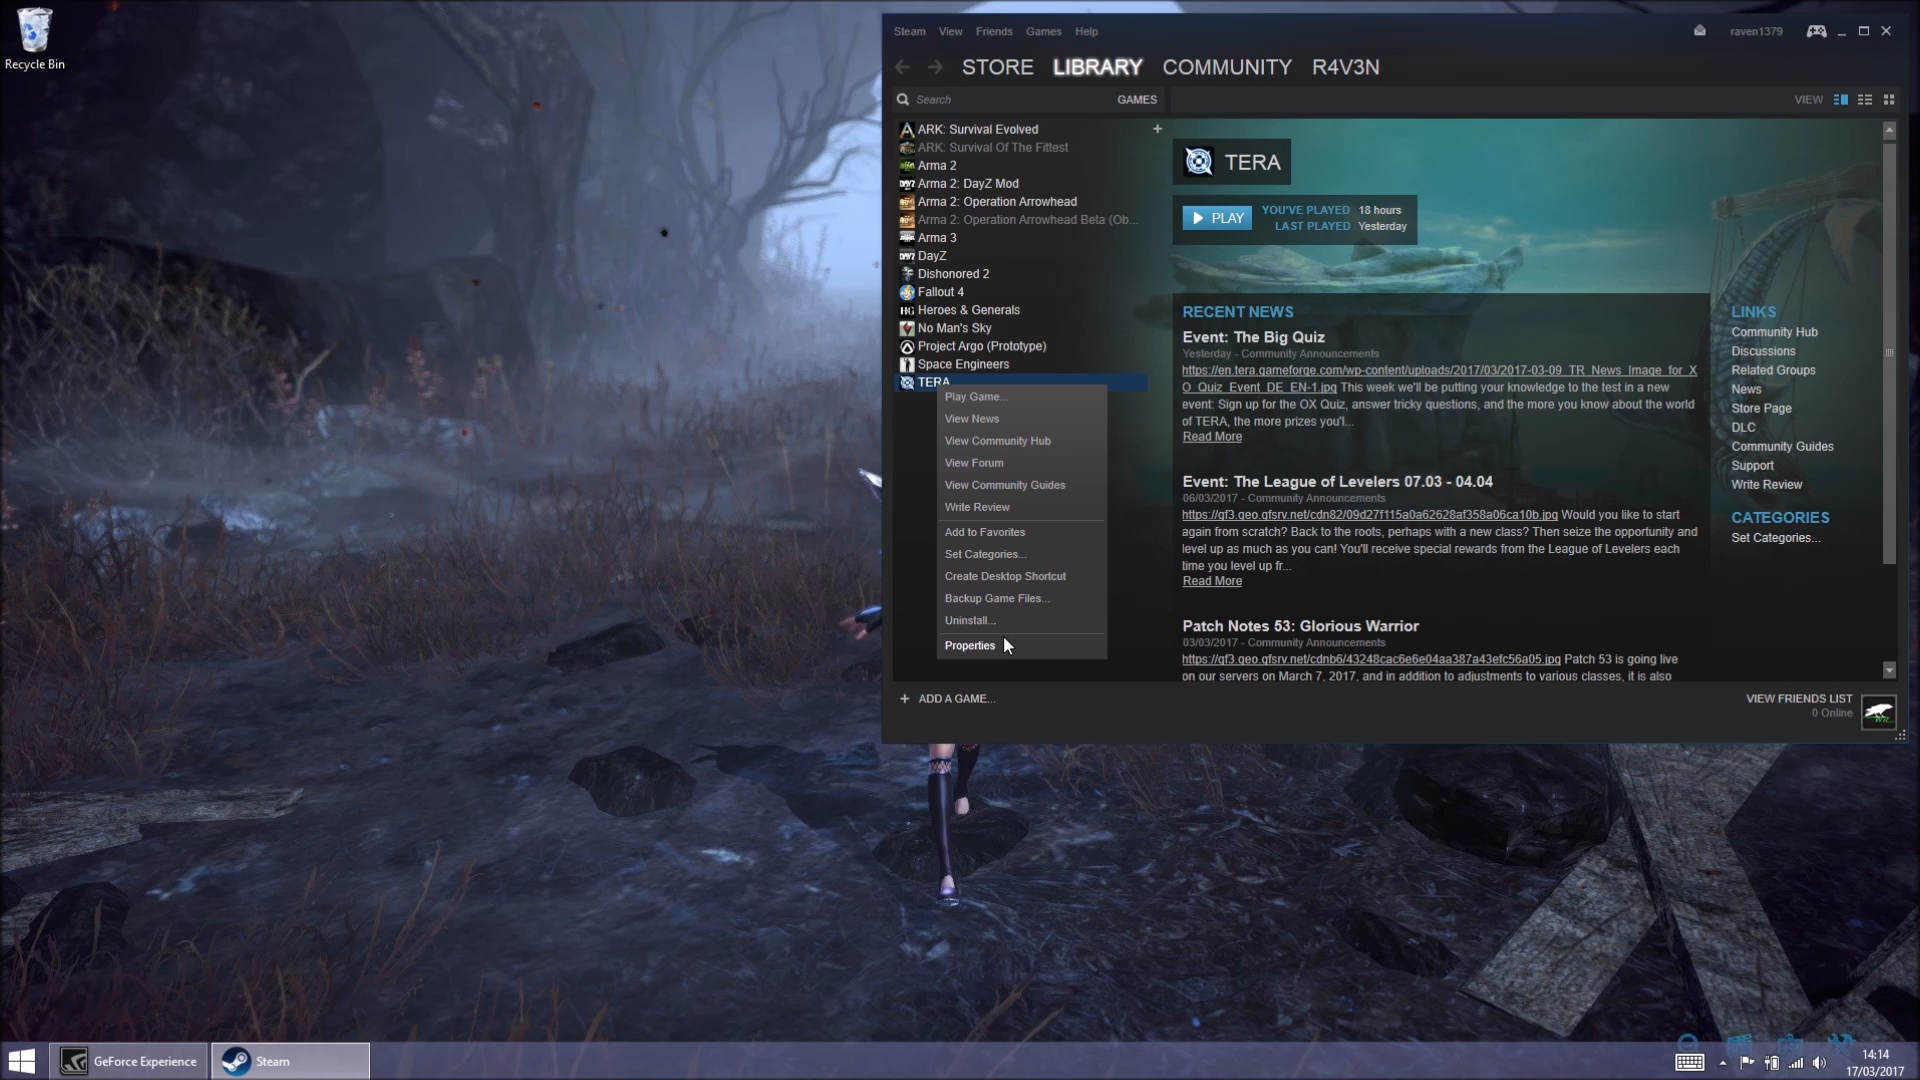 Recycle Bin
Steam View Friends Games Help
raven1379
STORE LIBRARY COMMUNITY R4V3N
Search
GAMES
VIEW
ARK: Survival Evolved
ARK: Survival Of The Fittest
Arma 2
Arma 2: DayZ Mod
Arma 2: Operation Arrowhead
Arma 2: Operation Arrowhead Beta (Ob...
Arma 3
DayZ
Dishonored 2
Fallout 4
Heroes & Generals
No Man's Sky
Project Argo (Prototype)
Space Engineers
TERA
Play Game...
View News
View Community Hub
View Forum
View Community Guides
Write Review
Add to Favorites
Set Categories...
Create Desktop Shortcut
Backup Game Files...
Uninstall...
Properties
TERA
PLAY
YOU'VE PLAYED 18 hours
LAST PLAYED Yesterday
RECENT NEWS
Event: The Big Quiz
Yesterday - Community Announcements
https://en.tera.gameforge.com/wp-content/uploads/2017/03/2017-03-09_TR_News_Image_for_X
O_Quiz_Event_DE_EN-1.jpg This week we'll be putting your knowledge to the test in a new
event: Sign up for the OX Quiz, answer tricky questions, and the more you know about the world
of TERA, the more prizes you'l...
Read More
Event: The League of Levelers 07.03 - 04.04
06/03/2017 - Community Announcements
https://gf3.geo.gfsrv.net/cdn82/09d27f115a0a62628af358a06ca10b.jpg Would you like to start
again from scratch? Back to the roots, perhaps with a new class? Then seize the opportunity and
level up as much as you can! You'll receive special rewards from the League of Levelers each
time you level up fr...
Read More
Patch Notes 53: Glorious Warrior
03/03/2017 - Community Announcements
https://gf3.geo.gfsrv.net/cdnb6/43248cac6e6e04aa387a43efc56a05.jpg Patch 53 is going live
on our servers on March 7, 2017, and in addition to adjustments to various classes, it is also
LINKS
Community Hub
Discussions
Related Groups
News
Store Page
DLC
Community Guides
Support
Write Review
CATEGORIES
Set Categories...
+ ADD A GAME...
VIEW FRIENDS LIST
0 Online
GeForce Experience
Steam
14:14
17/03/2017